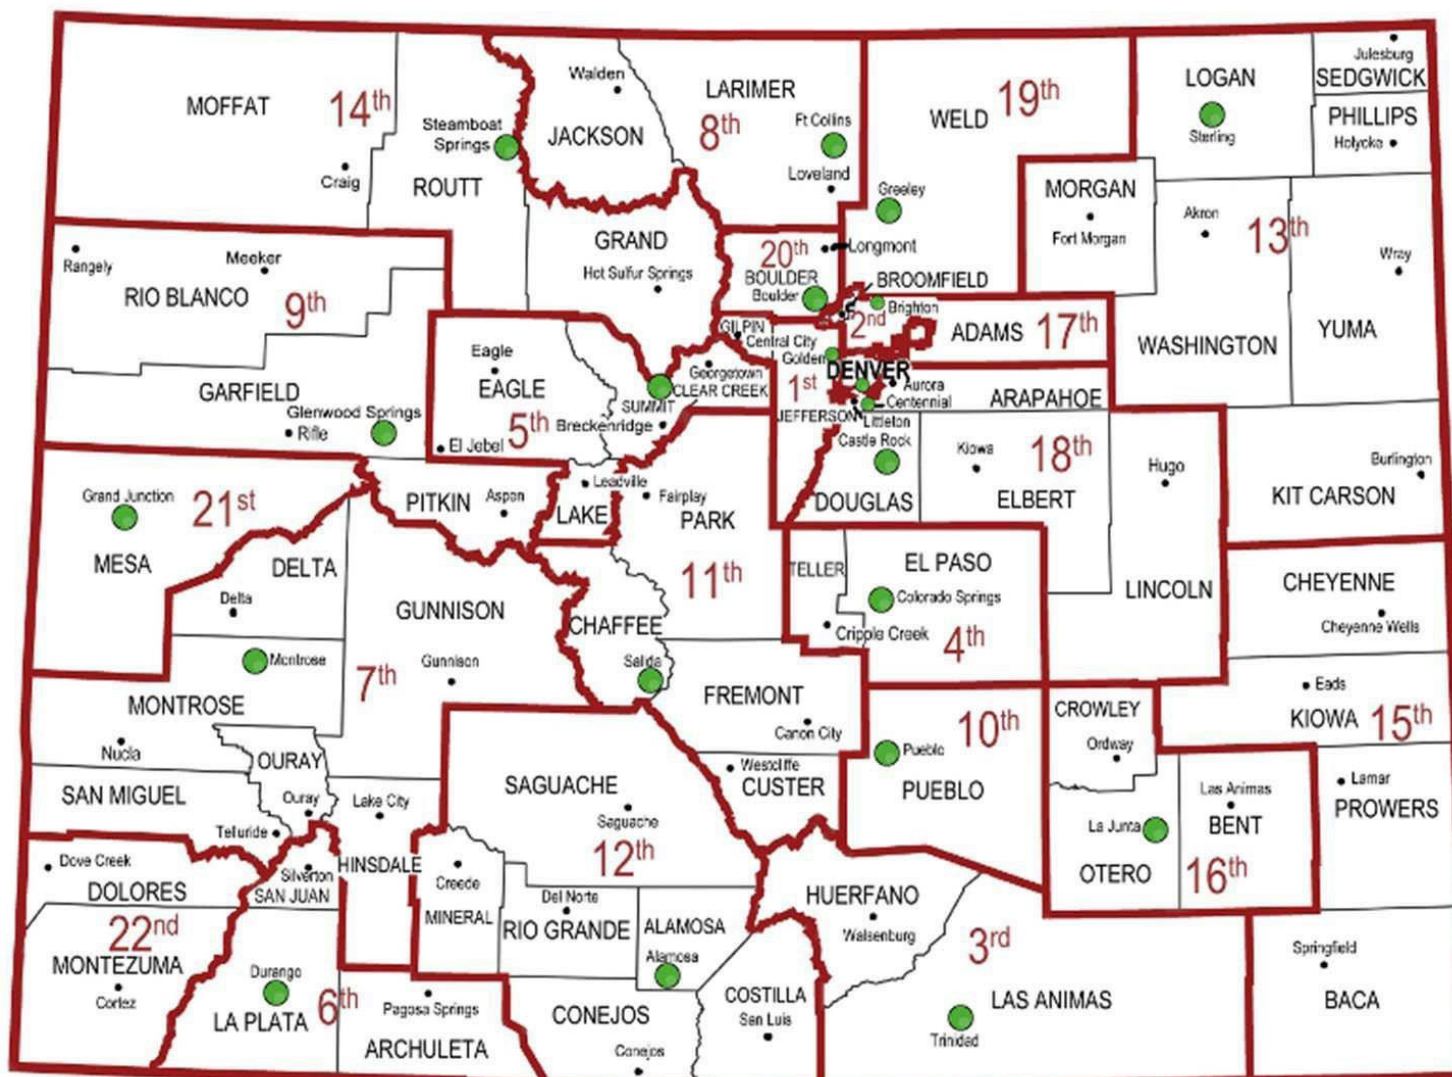 Julesburg
SEDGWICK
LOGAN
Sterling
PHILLIPS
Holyoke
MOFFAT
14th
Craig
Steamboat
Springs
ROUTT
Walden
JACKSON
LARIMER
8th
Ft Collins
Loveland
WELD
19th
Greeley
MORGAN
Fort Morgan
Akron
13th
WASHINGTON
Wray
YUMA
Rangely
Meeker
RIO BLANCO
9th
GRAND
Hot Sulfur Springs
20th
BOULDER
Boulder
Longmont
BROOMFIELD
Brighton
2nd
ADAMS
17th
GILPIN
Central City
Golden
DENVER
Aurora
Centennial
ARAPAHOE
1st
JEFFERSON
Littleton
Castle Rock
DOUGLAS
Kiowa
18th
ELBERT
Hugo
LINCOLN
Burlington
KIT CARSON
GARFIELD
Glenwood Springs
Rifle
Eagle
EAGLE
5th
El Jebel
Georgetown
CLEAR CREEK
SUMMIT
Breckenridge
Leadville
LAKE
Fairplay
PARK
11th
PITKIN
Aspen
Grand Junction
21st
MESA
DELTA
Delta
GUNNISON
Gunnison
7th
CHAFFEE
Salida
TELLER
Cripple Creek
EL PASO
Colorado Springs
4th
CHEYENNE
Cheyenne Wells
Montrose
MONTROSE
Nucla
FREMONT
Canon City
Westcliffe
CUSTER
10th
Pueblo
PUEBLO
CROWLEY
Ordway
Eads
KIOWA
15th
OURAY
Ouray
SAN MIGUEL
Telluride
Lake City
HINSDALE
SAGUACHE
Saguache
12th
La Junta
OTERO
Las Animas
BENT
16th
Lamar
PROWERS
Dove Creek
DOLORES
22nd
MONTEZUMA
Cortez
Silverton
SAN JUAN
Creede
MINERAL
Del Norte
RIO GRANDE
ALAMOSA
Alamosa
HUERFANO
Walsenburg
3rd
LAS ANIMAS
Trinidad
Springfield
BACA
Durango
LA PLATA
6th
Pagosa Springs
ARCHULETA
CONEJOS
Conejos
COSTILLA
San Luis